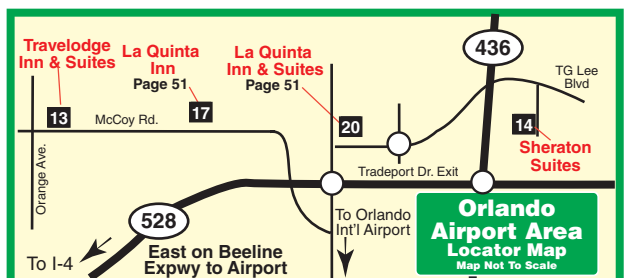 Travelodge
Inn & Suites
La Quinta
Inn
Page 51
La Quinta
Inn & Suites
Page 51
436
TG Lee
Blvd
13
McCoy Rd.
17
20
14
Sheraton
Suites
Orange Ave.
Tradeport Dr. Exit
528
To Orlando
Int'l Airport
Orlando
Airport Area
Locator Map
Map Not To Scale
To I-4
East on Beeline
Expwy to Airport